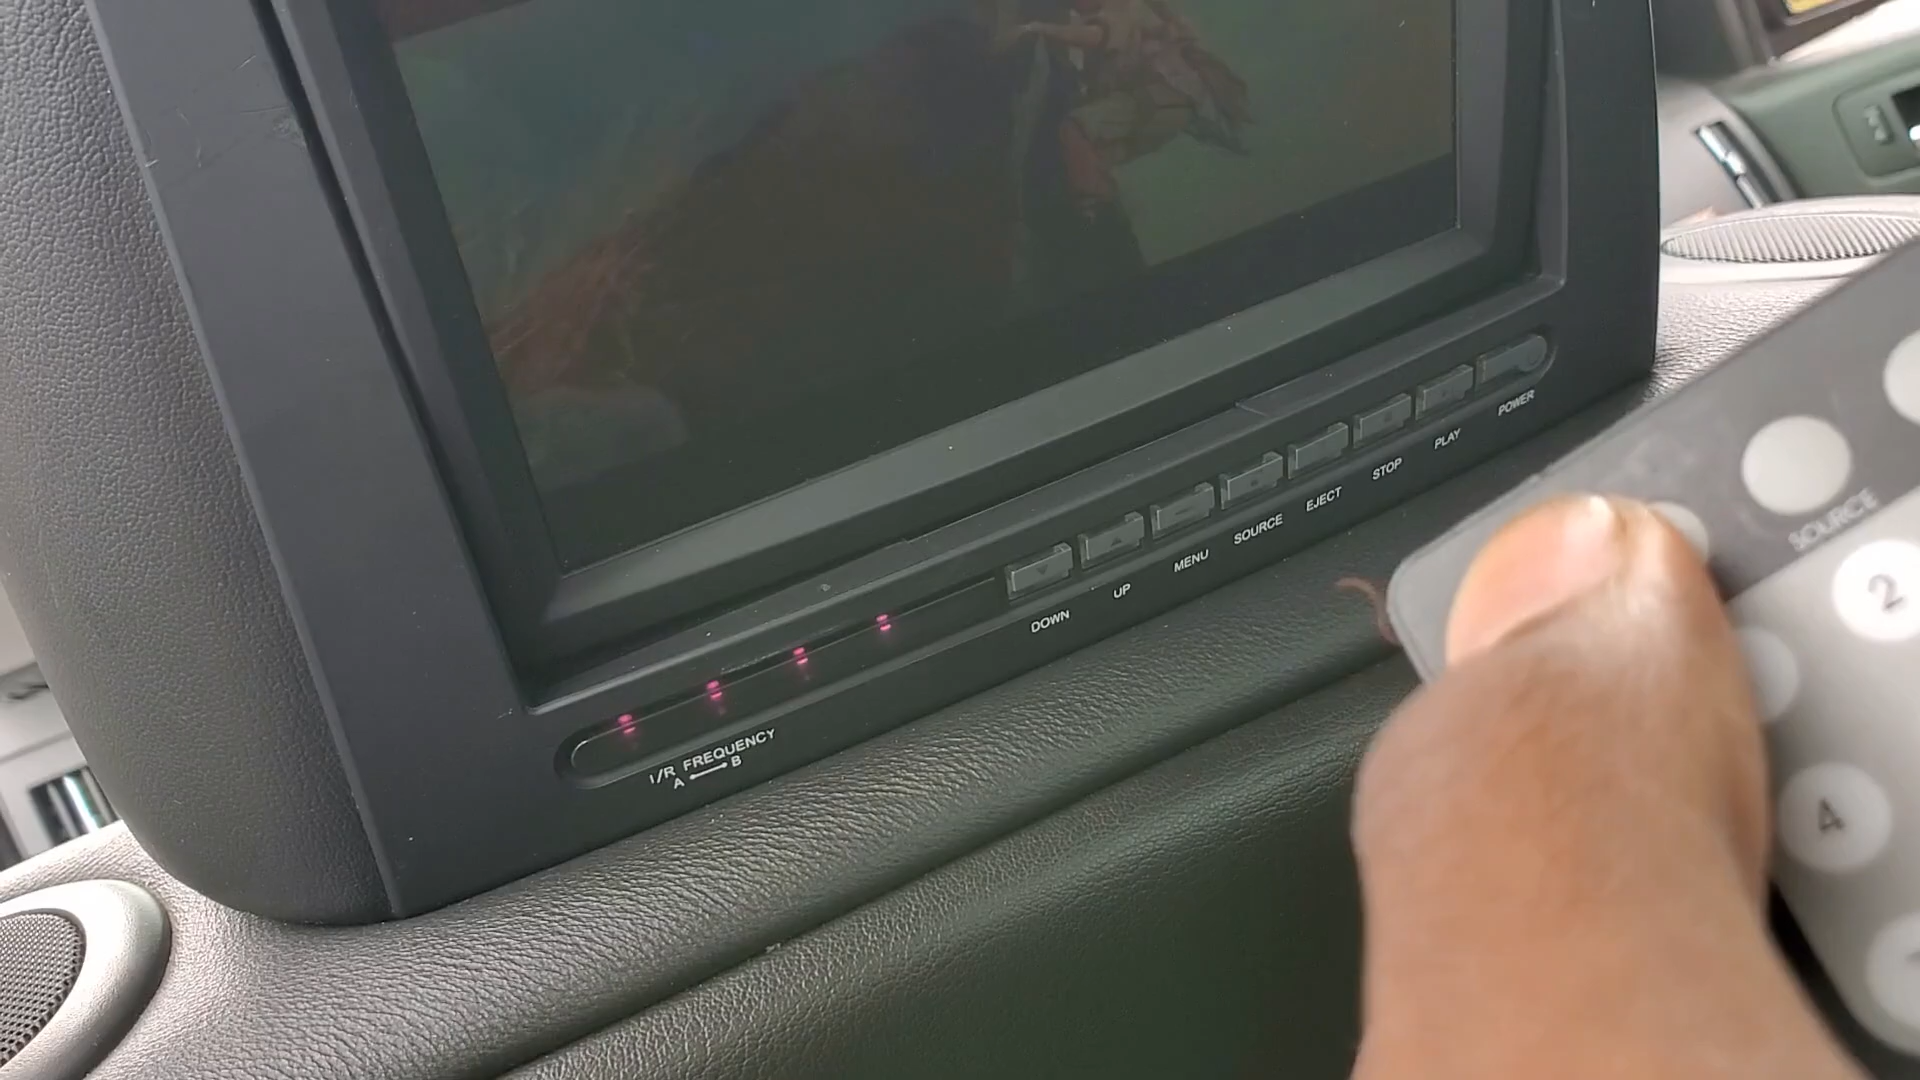 I/R FREQUENCY
A B
DOWN
UP
MENU
SOURCE
EJECT
STOP
PLAY
POWER
SOURCE
2
4